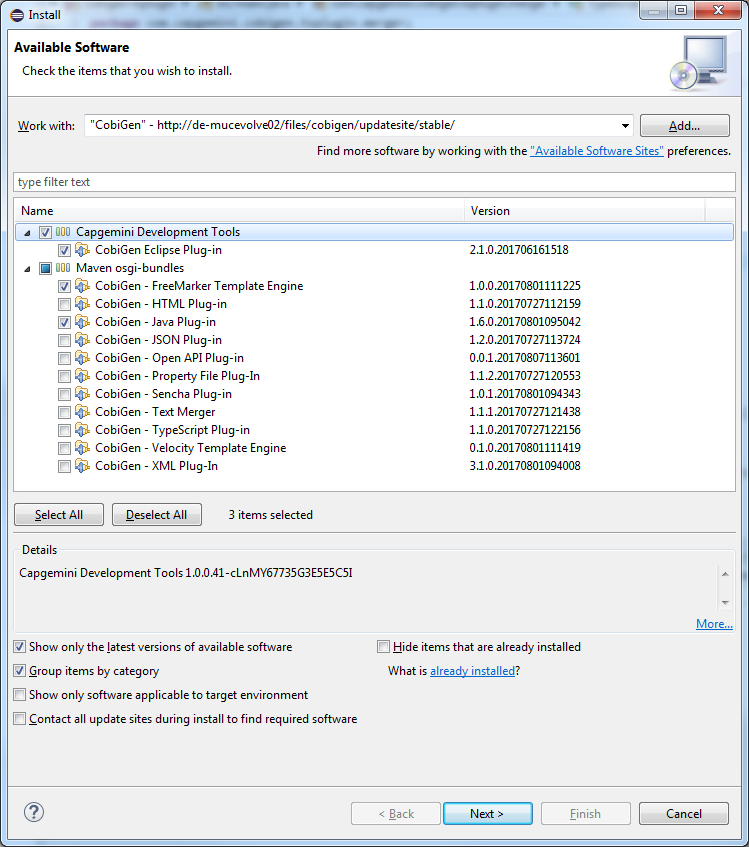 Install
Available Software
Check the items that you wish to install.
Work with: "CobiGen" - http://de-mucevolve02/files/cobigen/updatesite/stable/ Add...
Find more software by working with the "Available Software Sites" preferences.
type filter text
Name Version
Capgemini Development Tools
CobiGen Eclipse Plug-in 2.1.0.201706161518
Maven osgi-bundles
CobiGen - FreeMarker Template Engine 1.0.0.20170801111225
CobiGen - HTML Plug-in 1.1.0.20170727112159
CobiGen - Java Plug-in 1.6.0.20170801095042
CobiGen - JSON Plug-in 1.2.0.20170727113724
CobiGen - Open API Plug-in 0.0.1.20170807113601
CobiGen - Property File Plug-In 1.1.2.20170727120553
CobiGen - Sencha Plug-in 1.0.1.20170801094343
CobiGen - Text Merger 1.1.1.20170727121438
CobiGen - TypeScript Plug-in 1.1.0.20170727122156
CobiGen - Velocity Template Engine 0.1.0.20170801111419
CobiGen - XML Plug-In 3.1.0.20170801094008
Select All Deselect All 3 items selected
Details
Capgemini Development Tools 1.0.0.41-cLnMY67735G3E5E5C5I
More...
Show only the latest versions of available software Hide items that are already installed
Group items by category What is already installed?
Show only software applicable to target environment
Contact all update sites during install to find required software
? < Back Next > Finish Cancel